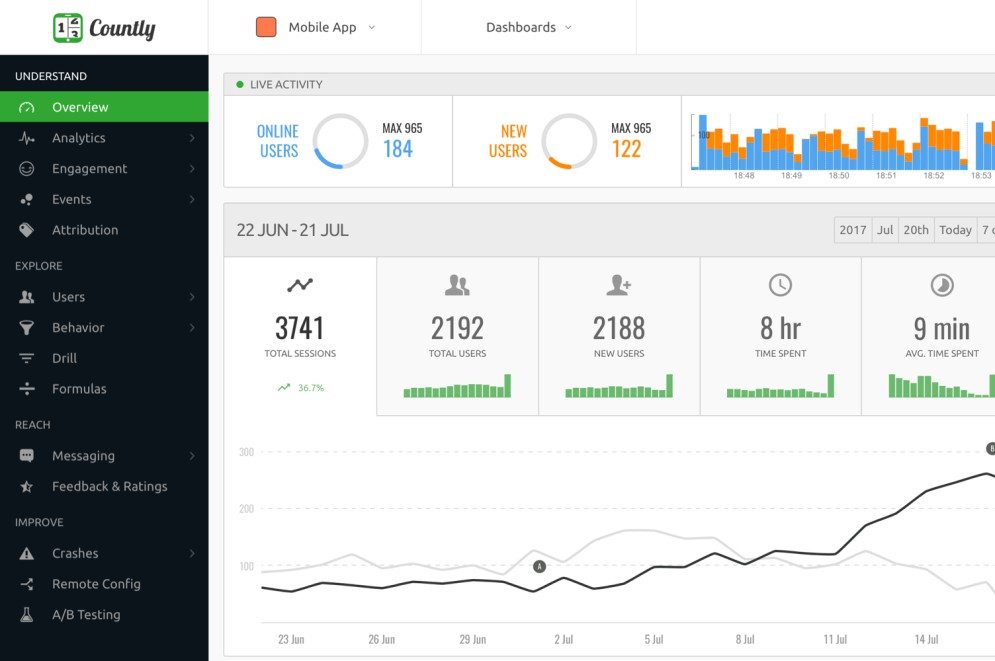 Countly
Mobile App
Dashboards
UNDERSTAND
Overview
Analytics
Engagement
Events
Attribution
EXPLORE
Users
Behavior
Drill
Formulas
REACH
Messaging
Feedback & Ratings
IMPROVE
Crashes
Remote Config
A/B Testing
LIVE ACTIVITY
ONLINE USERS
MAX 965
184
NEW USERS
MAX 965
122
100
18:48 18:49 18:50 18:51 18:52 18:53
22 JUN - 21 JUL
2017 Jul 20th Today 7
3741
TOTAL SESSIONS
36.7%
2192
TOTAL USERS
2188
NEW USERS
8 hr
TIME SPENT
9 min
AVG. TIME SPENT
300
200
100
A
B
23 Jun 26 Jun 29 Jun 2 Jul 5 Jul 8 Jul 11 Jul 14 Jul